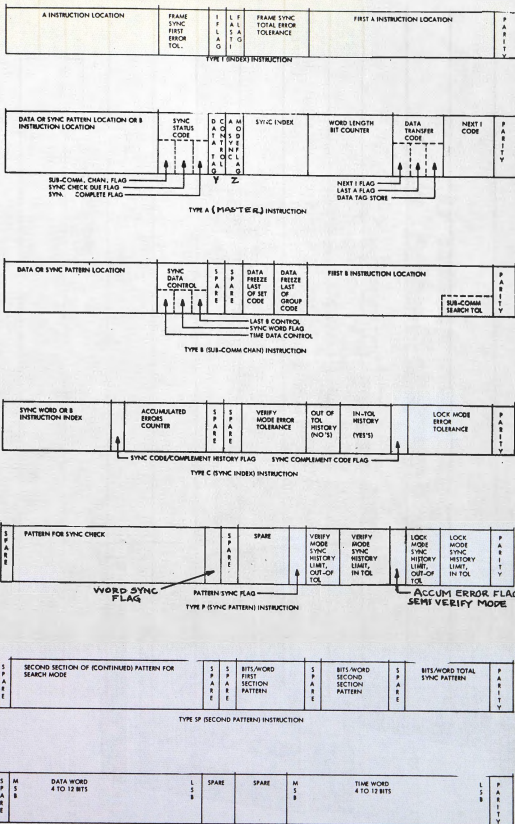 A INSTRUCTION LOCATION
FRAME SYNC FIRST ERROR TOL.
I FLAG
LF AL SA TG I
FRAME SYNC TOTAL ERROR TOLERANCE
FIRST A INSTRUCTION LOCATION
PARITY
TYPE I (INDEX) INSTRUCTION
DATA OR SYNC PATTERN LOCATION OR B INSTRUCTION LOCATION
SYNC STATUS CODE
SYNC INDEX
WORD LENGTH BIT COUNTER
DATA TRANSFER CODE
NEXT I CODE
PARITY
SUB-COMM. CHAN. FLAG
SYNC CHECK DUE FLAG
SYN. COMPLETE FLAG
Y
Z
NEXT I FLAG
LAST A FLAG
DATA TAG STORE
TYPE A (MASTER) INSTRUCTION
DATA OR SYNC PATTERN LOCATION
SYNC DATA CONTROL
SPARE
SPARE
DATA FREEZE LAST OF SET CODE
DATA FREEZE LAST OF GROUP CODE
FIRST B INSTRUCTION LOCATION
SUB-COMM SEARCH TOL
PARITY
LAST B CONTROL
SYNC WORD FLAG
TIME DATA CONTROL
TYPE B (SUB-COMM CHAN) INSTRUCTION
SYNC WORD OR B INSTRUCTION INDEX
ACCUMULATED ERRORS COUNTER
SPARE
SPARE
VERIFY MODE ERROR TOLERANCE
OUT OF TOL HISTORY (NO'S)
IN-TOL HISTORY (YES'S)
LOCK MODE ERROR TOLERANCE
PARITY
SYNC CODE/COMPLEMENT HISTORY FLAG
SYNC COMPLEMENT CODE FLAG
TYPE C (SYNC INDEX) INSTRUCTION
SPARE
PATTERN FOR SYNC CHECK
SPARE
SPARE
VERIFY MODE SYNC HISTORY LIMIT, OUT-OF TOL
VERIFY MODE SYNC HISTORY LIMIT, IN TOL
LOCK MODE SYNC HISTORY LIMIT, OUT-OF TOL
LOCK MODE SYNC HISTORY LIMIT, IN TOL
PARITY
WORD SYNC FLAG
PATTERN SYNC FLAG
ACCUM ERROR FLAG
SEMI VERIFY MODE
TYPE P (SYNC PATTERN) INSTRUCTION
SPARE
SECOND SECTION OF (CONTINUED) PATTERN FOR SEARCH MODE
SPARE
SPARE
BITS/WORD FIRST SECTION PATTERN
SPARE
BITS/WORD SECOND SECTION PATTERN
SPARE
BITS/WORD TOTAL SYNC PATTERN
PARITY
TYPE SP (SECOND PATTERN) INSTRUCTION
SPARE
MSB
DATA WORD 4 TO 12 BITS
LSB
SPARE
SPARE
MSB
TIME WORD 4 TO 12 BITS
LSB
PARITY